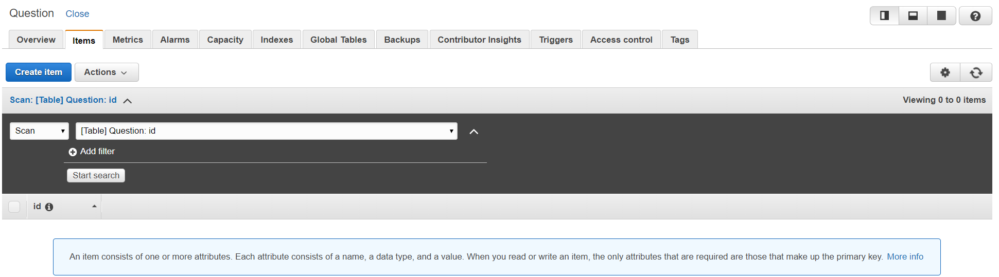 Question Close
Overview Items Metrics Alarms Capacity Indexes Global Tables Backups Contributor Insights Triggers Access control Tags
Create item Actions
Scan: [Table] Question: id Viewing 0 to 0 items
Scan [Table] Question: id
Add filter
Start search
id
An item consists of one or more attributes. Each attribute consists of a name, a data type, and a value. When you read or write an item, the only attributes that are required are those that make up the primary key. More info